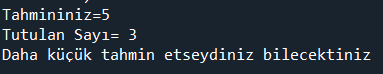 Tahmininiz=5
Tutulan Sayı= 3
Daha küçük tahmin etseydiniz bilecektiniz